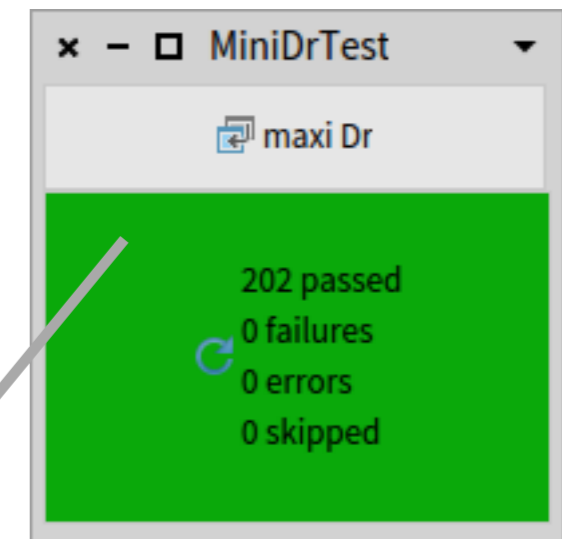 MiniDrTest
maxi Dr
202 passed
0 failures
0 errors
0 skipped